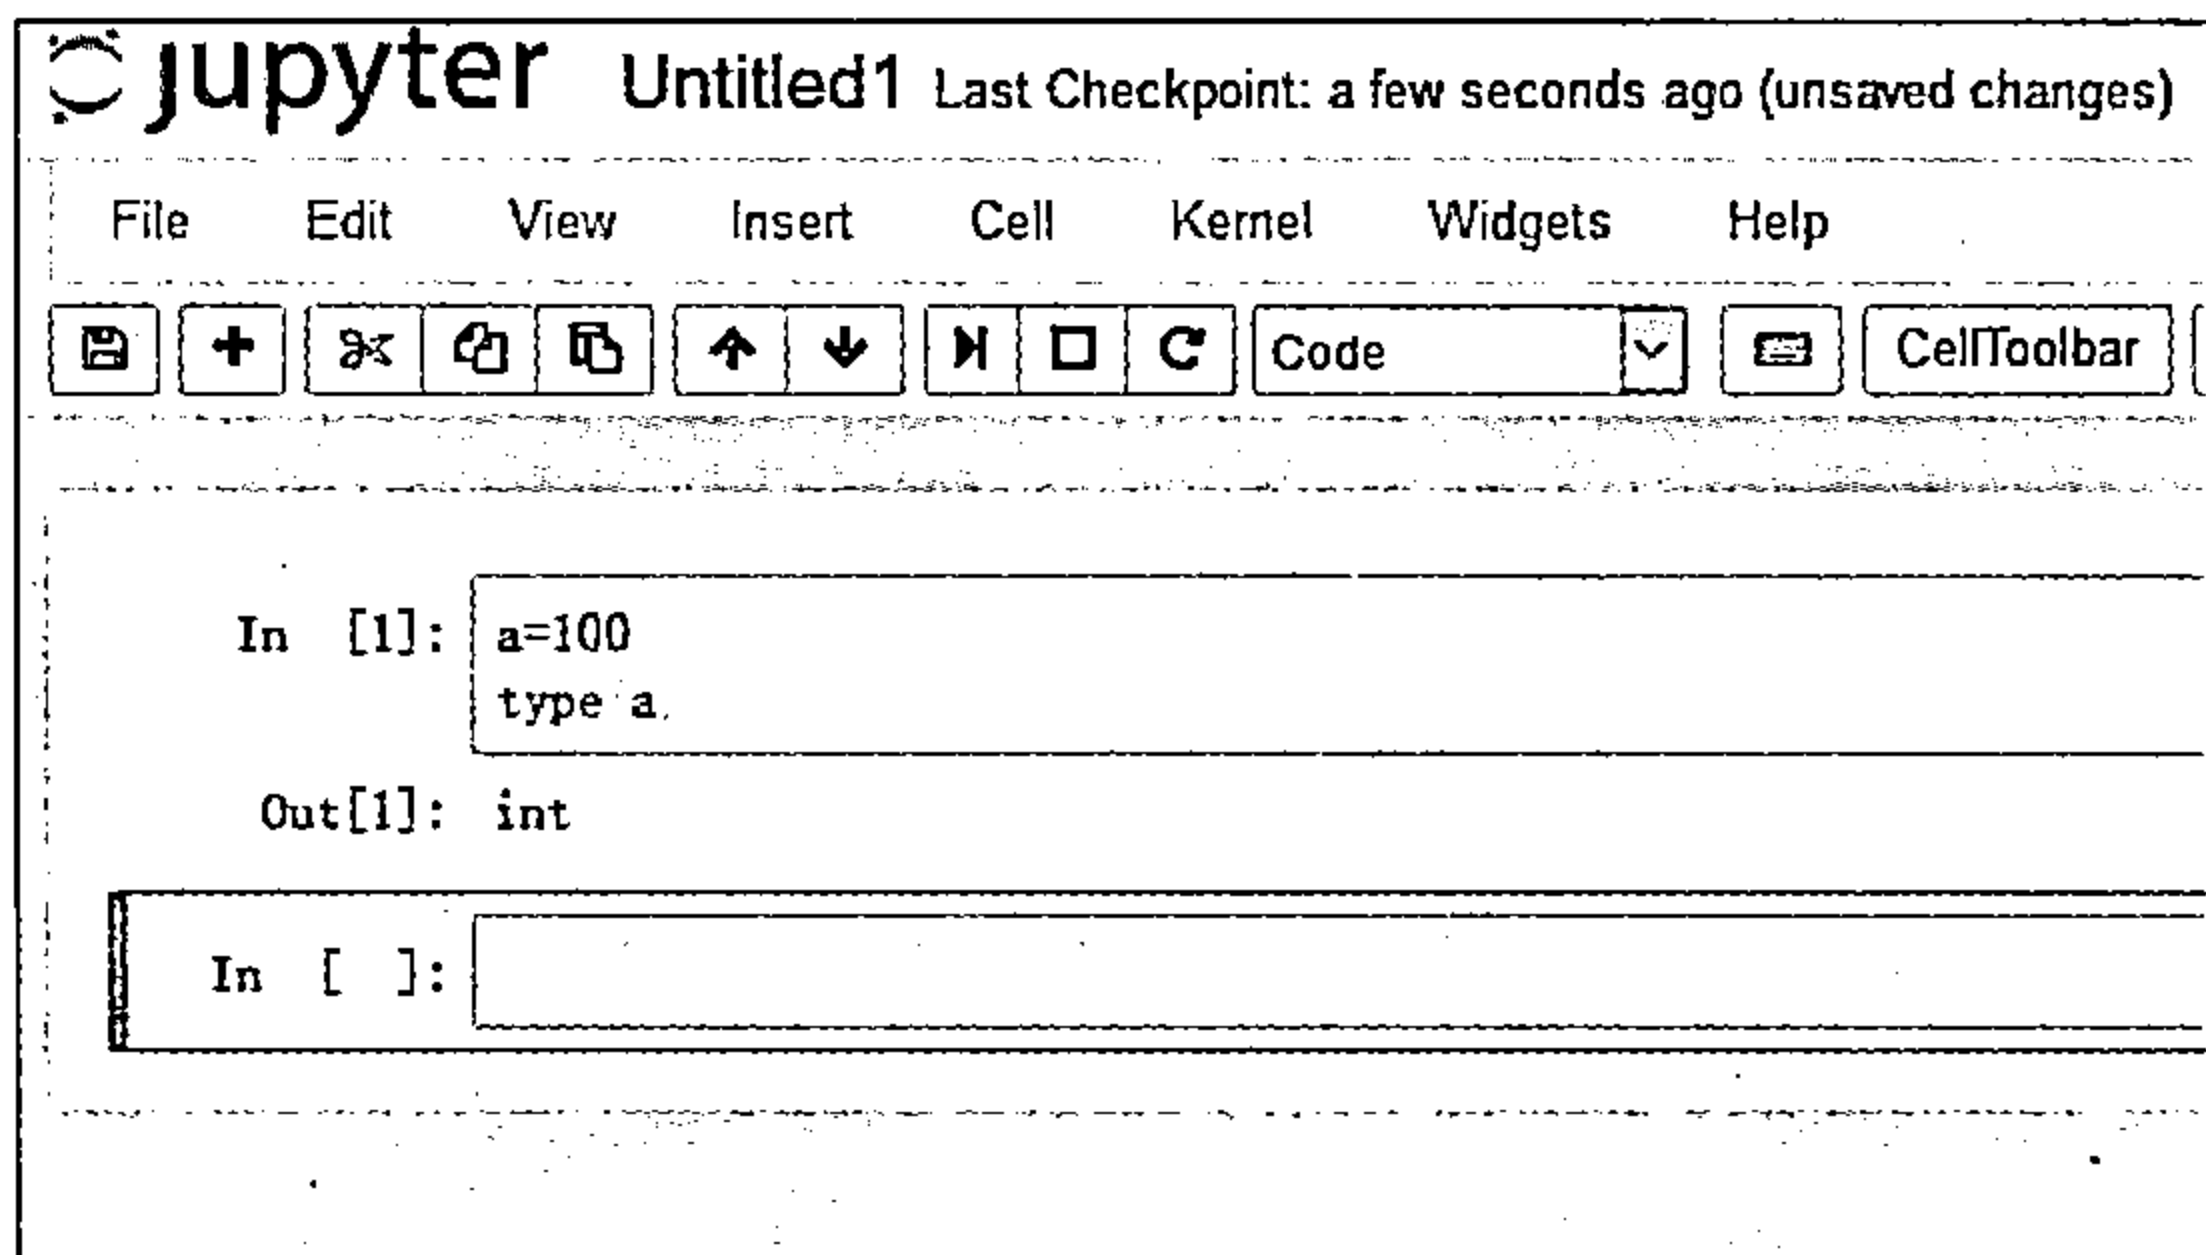 jupyter Untitled1 Last Checkpoint: a few seconds ago (unsaved changes)
File Edit View Insert Cell Kernel Widgets Help
Code CellToolbar
In [1]: a=100
type a
Out[1]: int
In [ ]: